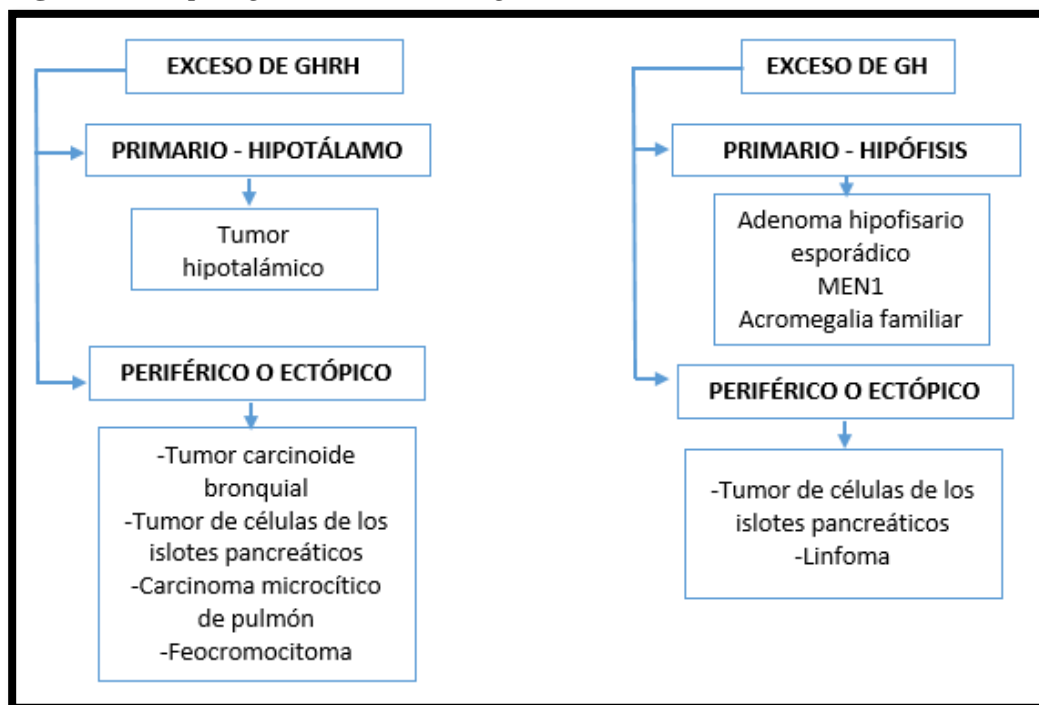 EXCESO DE GHRH
PRIMARIO - HIPOTÁLAMO
Tumor
hipotalámico
PERIFÉRICO O ECTÓPICO
-Tumor carcinoide
bronquial
-Tumor de células de los
islotes pancreáticos
-Carcinoma microcítico
de pulmón
-Feocromocitoma
EXCESO DE GH
PRIMARIO - HIPÓFISIS
Adenoma hipofisario
esporádico
MEN1
Acromegalia familiar
PERIFÉRICO O ECTÓPICO
-Tumor de células de los
islotes pancreáticos
-Linfoma